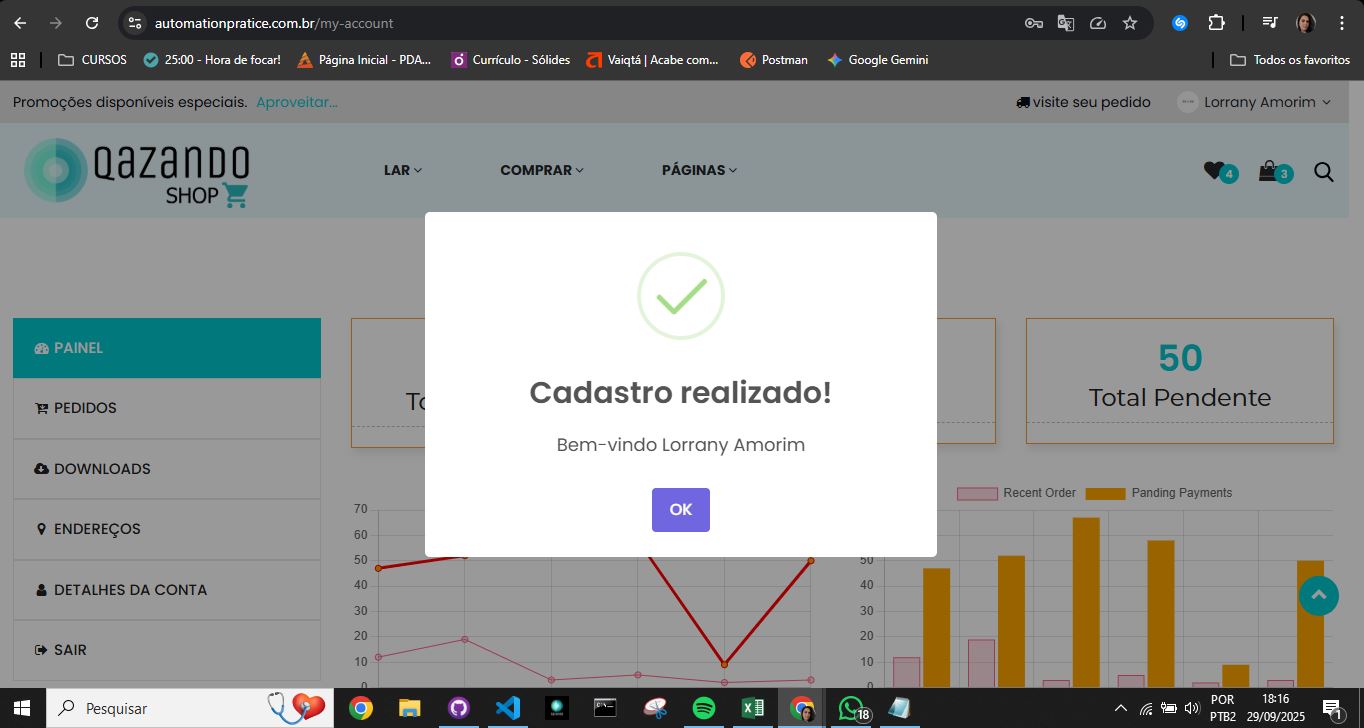 automationpratice.com.br/my-account
CURSOS
25:00 - Hora de focar!
Página Inicial - PDA...
Currículo - Sólides
Vaiqtá | Acabe com...
Postman
Google Gemini
Todos os favoritos
Promoções disponíveis especiais. Aproveitar...
visite seu pedido
Lorrany Amorim
QAZANDO
SHOP
LAR
COMPRAR
PÁGINAS
4
3
Cadastro realizado!
Bem-vindo Lorrany Amorim
OK
PAINEL
PEDIDOS
DOWNLOADS
ENDEREÇOS
DETALHES DA CONTA
SAIR
50
Total Pendente
70
60
50
40
30
20
10
0
Recent Order
Panding Payments
50
40
30
20
10
0
Pesquisar
18
POR
PTB2
18:16
29/09/2025
1